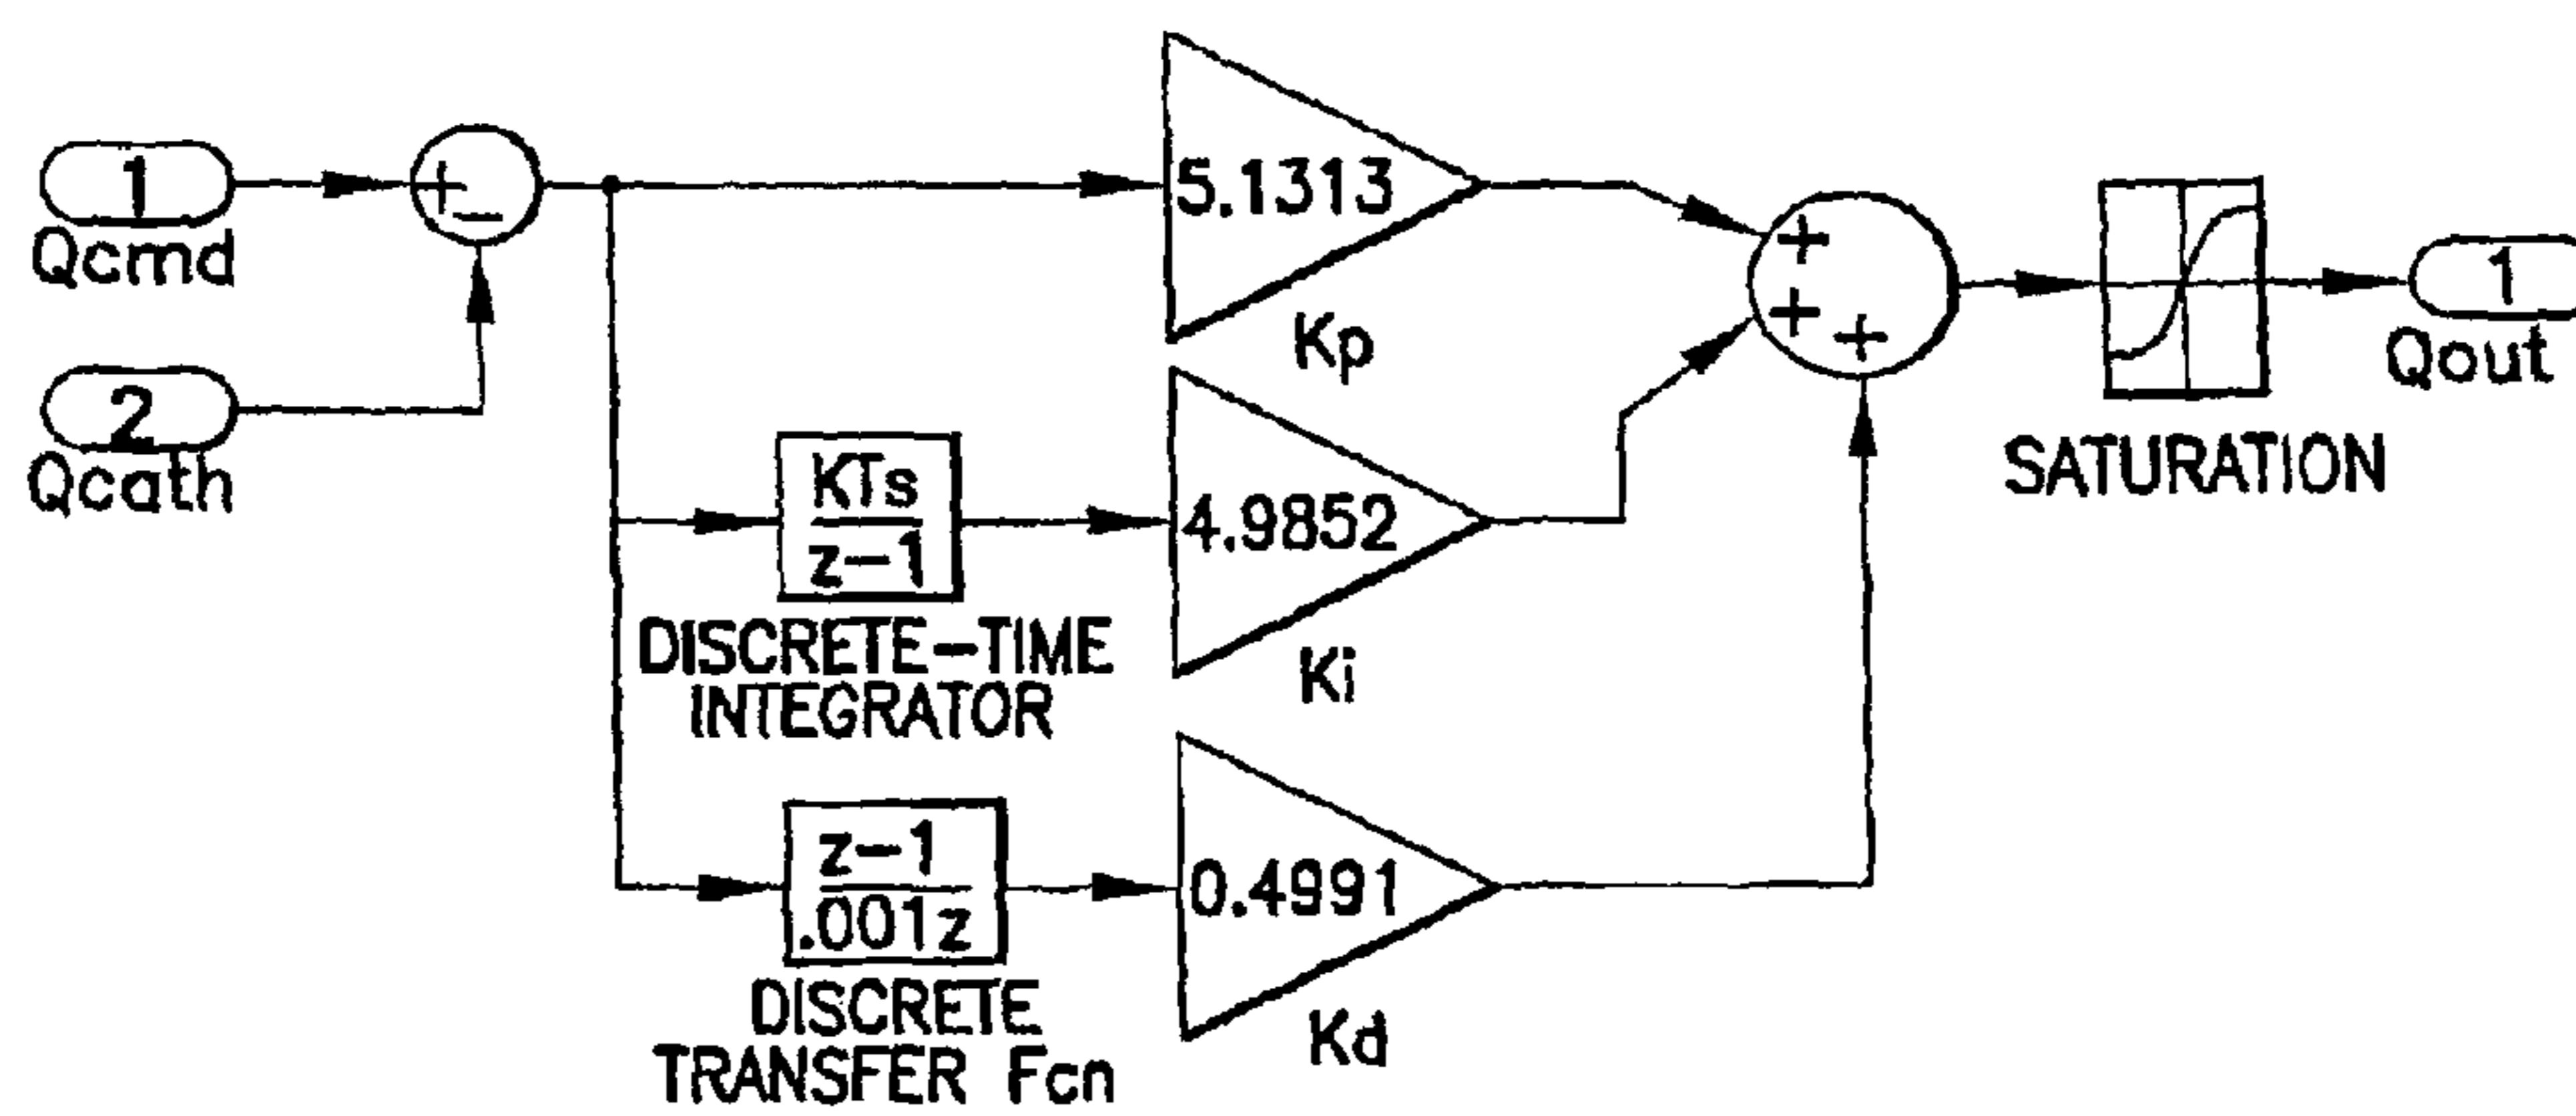 1
Qcmd
+
−
2
Qcath
5.1313
Kp
KTs
z−1
DISCRETE−TIME
INTEGRATOR
4.9852
Ki
z−1
.001z
DISCRETE
TRANSFER Fcn
0.4991
Kd
+
+
+
SATURATION
1
Qout